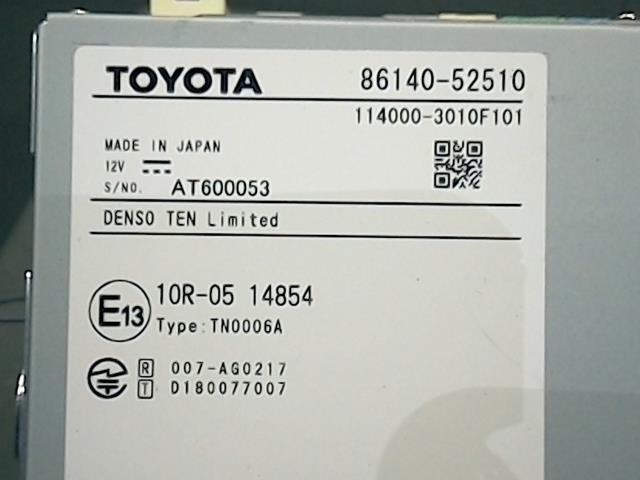 TOYOTA 86140-52510
114000-3010F101
MADE IN JAPAN
12V
S/NO. AT600053
DENSO TEN Limited
E13 10R-05 14854
Type:TN0006A
R 007-AG0217
T D180077007